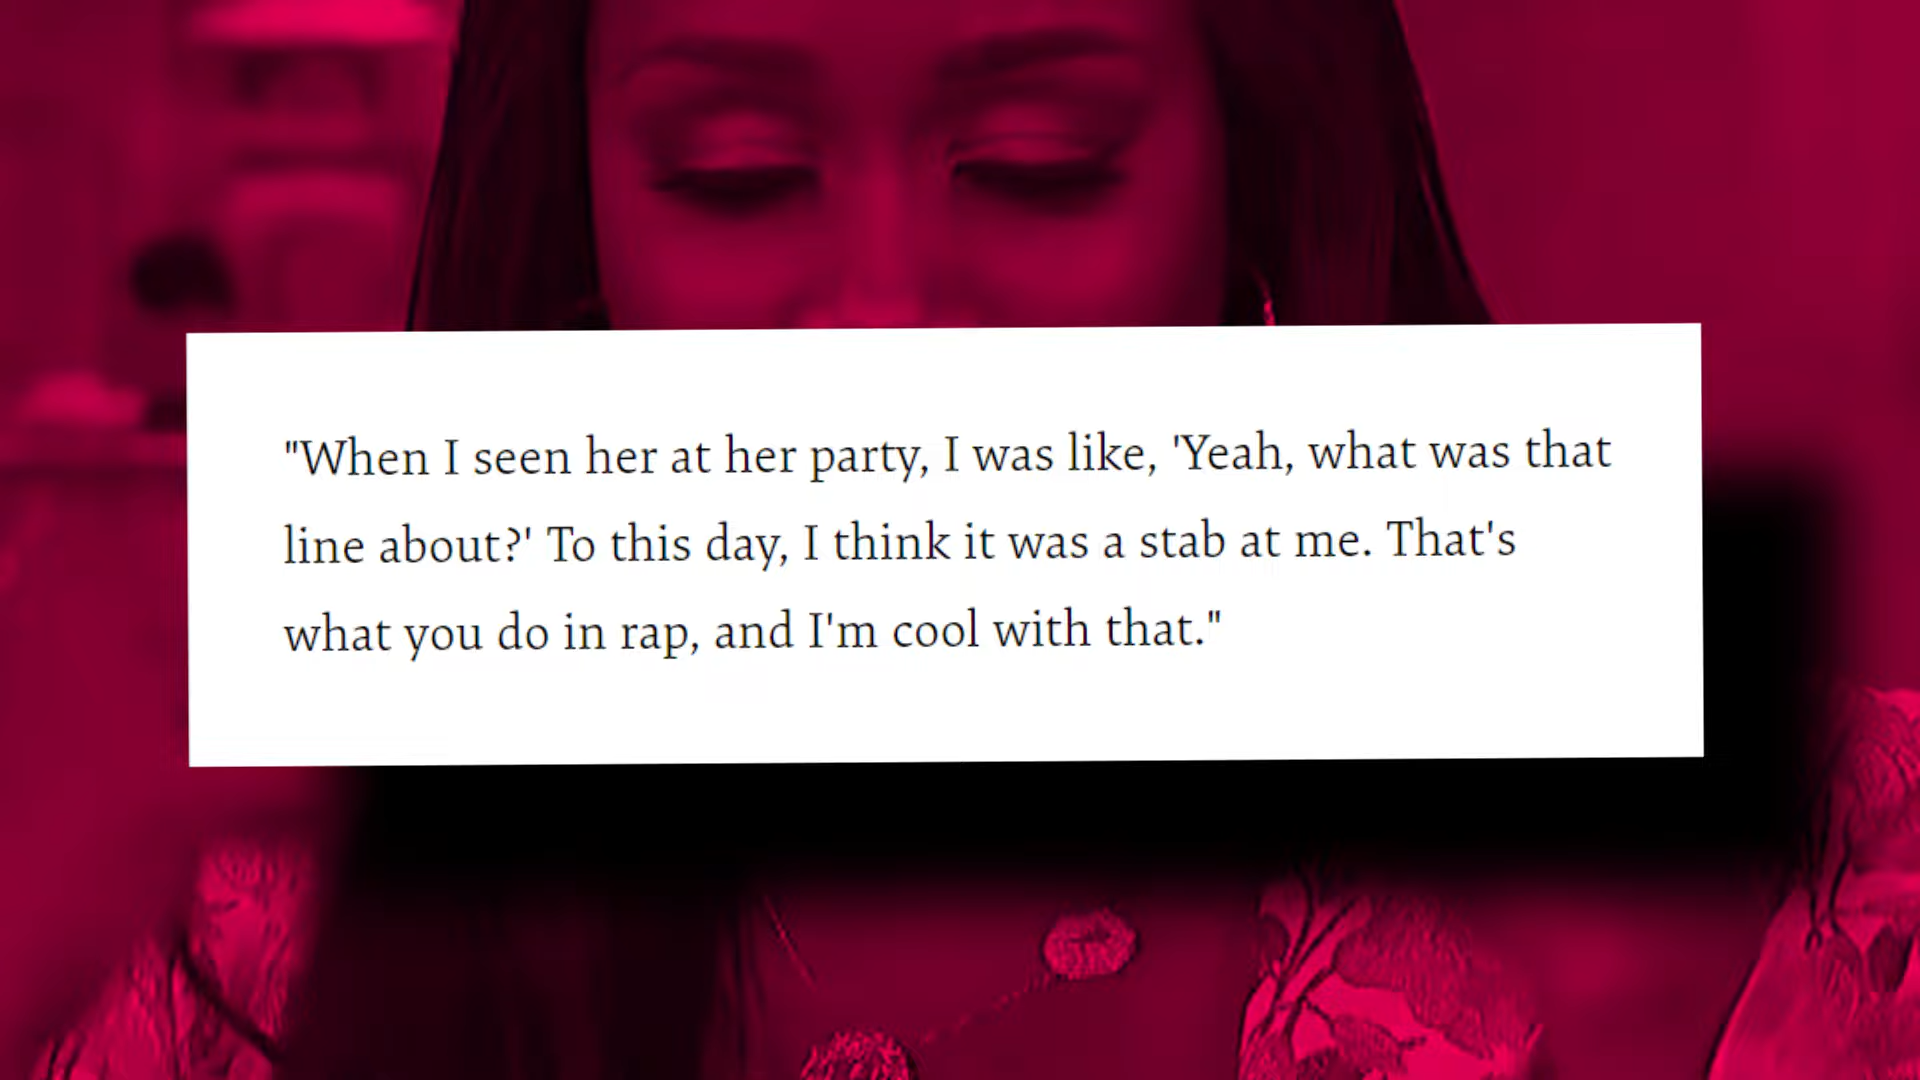 "When I seen her at her party, I was like, 'Yeah, what was that
line about?' To this day, I think it was a stab at me. That's
what you do in rap, and I'm cool with that."